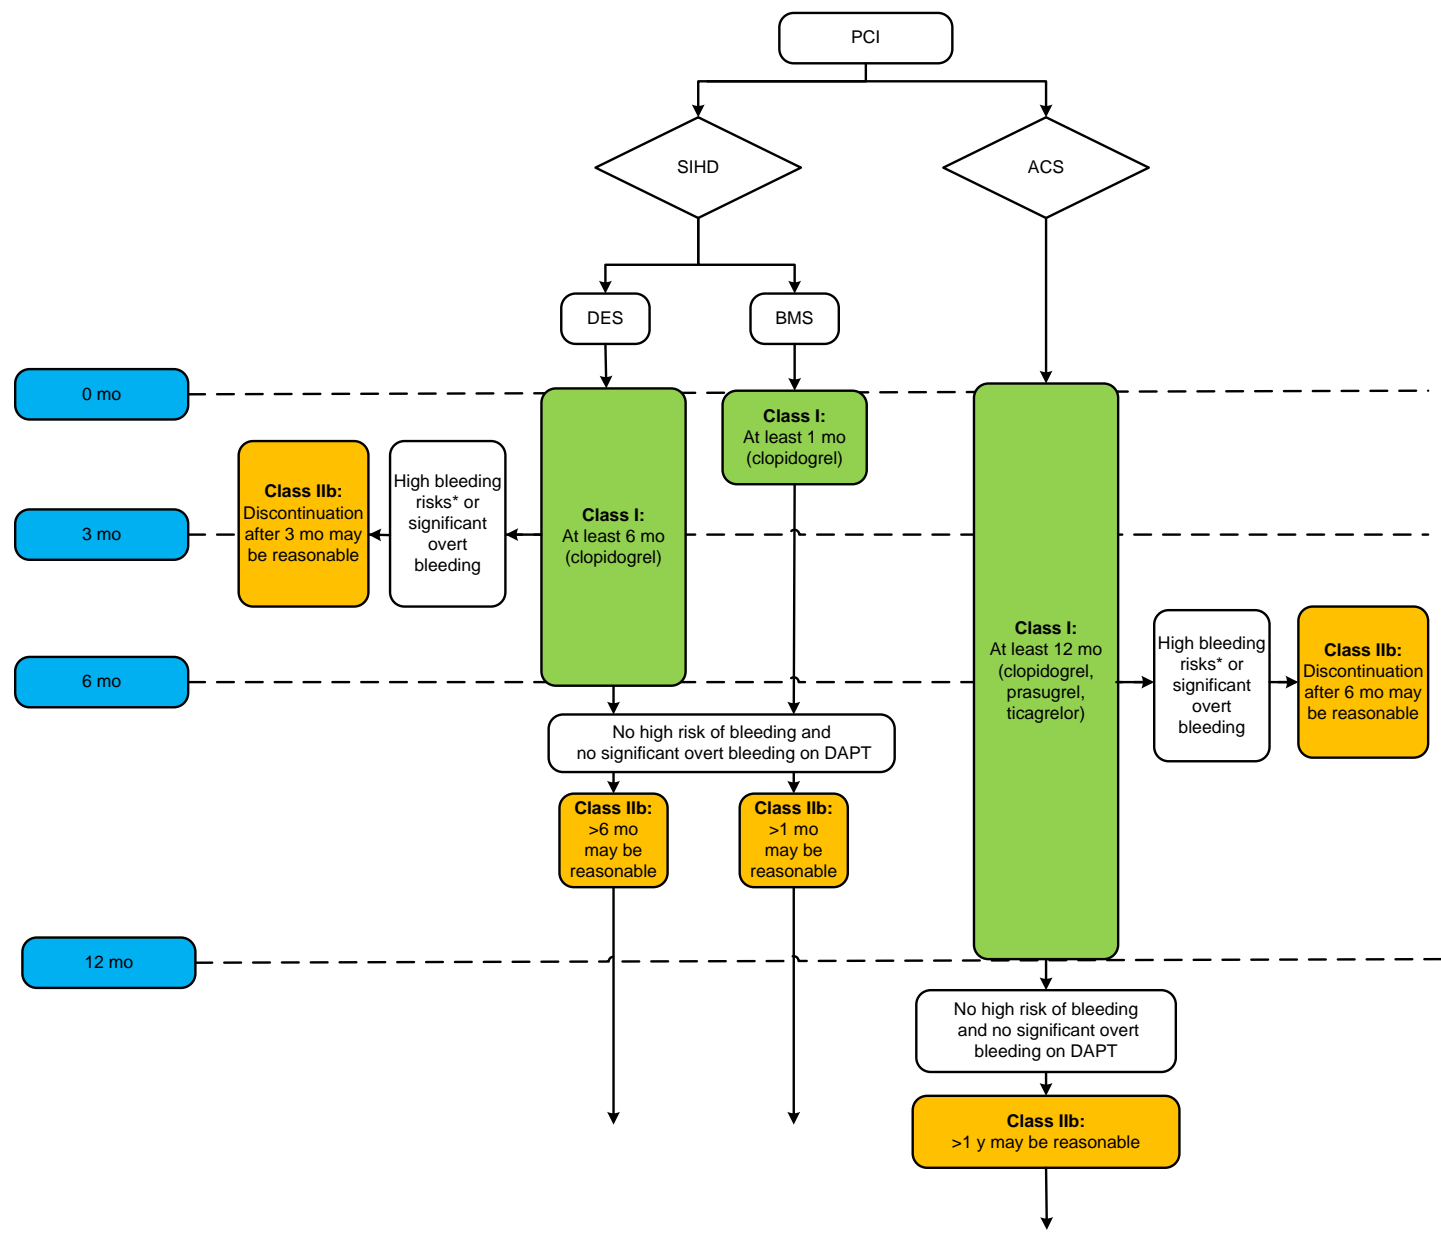 PCI
SIHD
ACS
DES
BMS
0 mo
Class I:
At least 1 mo
(clopidogrel)
Class IIb:
Discontinuation
after 3 mo may
be reasonable
High bleeding
risks* or
significant
overt
bleeding
Class I:
At least 6 mo
(clopidogrel)
3 mo
Class I:
At least 12 mo
(clopidogrel,
prasugrel,
ticagrelor)
High bleeding
risks* or
significant
overt
bleeding
Class IIb:
Discontinuation
after 6 mo may
be reasonable
6 mo
No high risk of bleeding and
no significant overt bleeding on DAPT
Class IIb:
>6 mo
may be
reasonable
Class IIb:
>1 mo
may be
reasonable
12 mo
No high risk of bleeding
and no significant overt
bleeding on DAPT
Class IIb:
>1 y may be reasonable